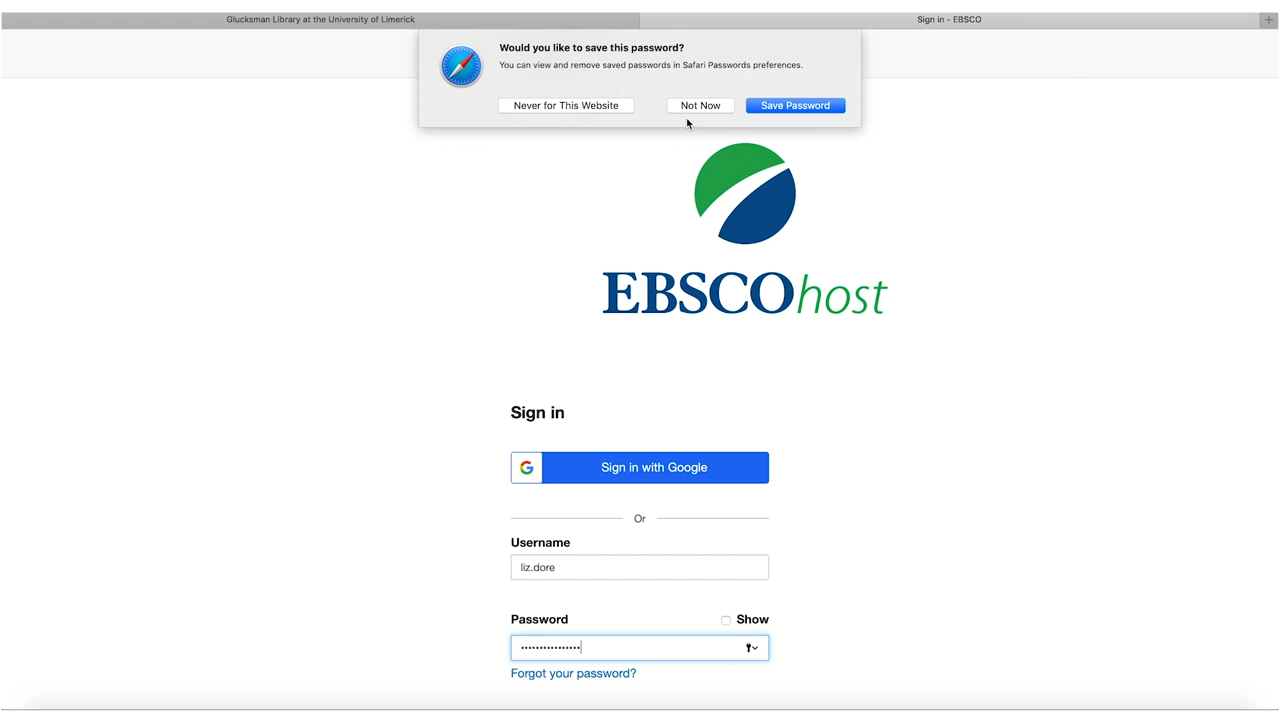 Glucksman Library at the University of Limerick
Sign in - EBSCO
Would you like to save this password?
You can view and remove saved passwords in Safari Passwords preferences.
Never for This Website
Not Now
Save Password
EBSCOhost
Sign in
Sign in with Google
Or
Username
liz.dore
Password
Show
•••••••••••••••
Forgot your password?